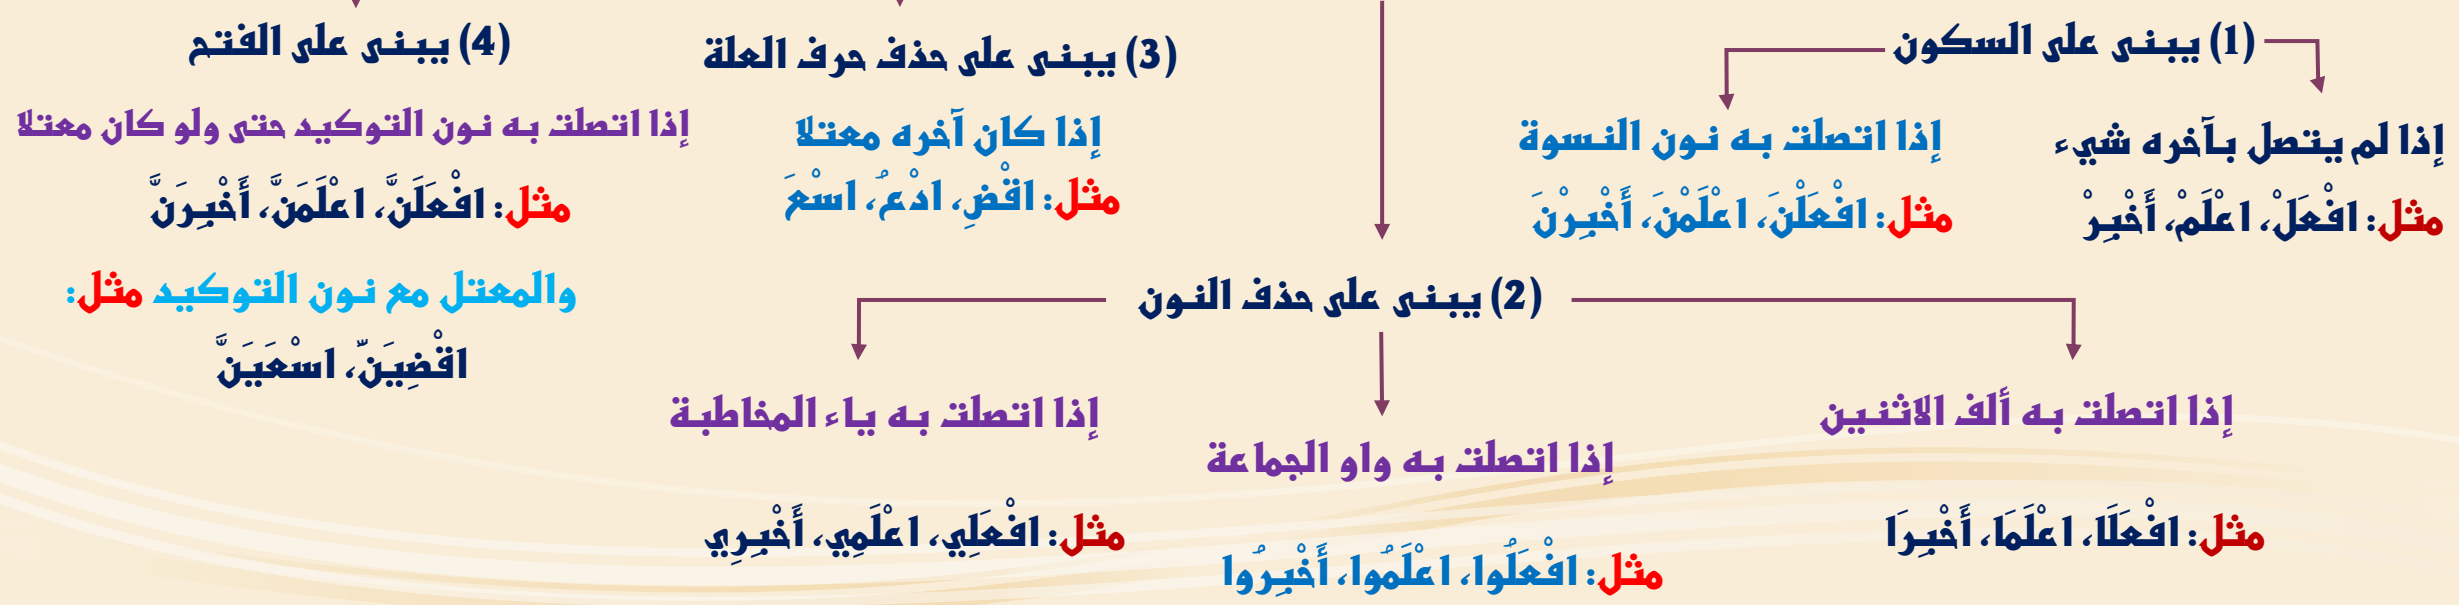 (1) يبنى على السكون
إذا لم يتصل بآخره شيء
مثل: افْعَلْ، اعْلَمْ، أَخْبِرْ
إذا اتصلت به نون النسوة
مثل: افْعَلْنَ، اعْلَمْنَ، أَخْبِرْنَ
(2) يبنى على حذف النون
إذا اتصلت به ألف الاثنين
مثل: افْعَلَا، اعْلَمَا، أَخْبِرَا
إذا اتصلت به واو الجماعة
مثل: افْعَلُوا، اعْلَمُوا، أَخْبِرُوا
إذا اتصلت به ياء المخاطبة
مثل: افْعَلِي، اعْلَمِي، أَخْبِرِي
(3) يبنى على حذف حرف العلة
إذا كان آخره معتلا
مثل: اقْضِ، ادْعُ، اسْعَ
(4) يبنى على الفتح
إذا اتصلت به نون التوكيد حتى ولو كان معتلا
مثل: افْعَلَنَّ، اعْلَمَنَّ، أَخْبِرَنَّ
والمعتل مع نون التوكيد مثل:
اقْضِيَنّ، اسْعَيَنَّ